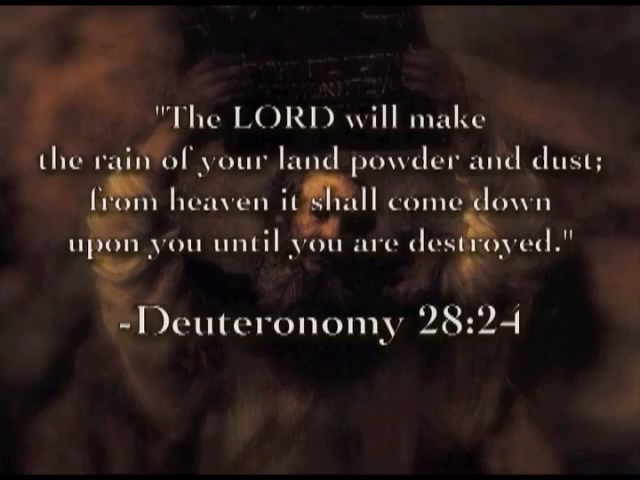 "The LORD will make
the rain of your land powder and dust;
from heaven it shall come down
upon you until you are destroyed."
-Deuteronomy 28:24